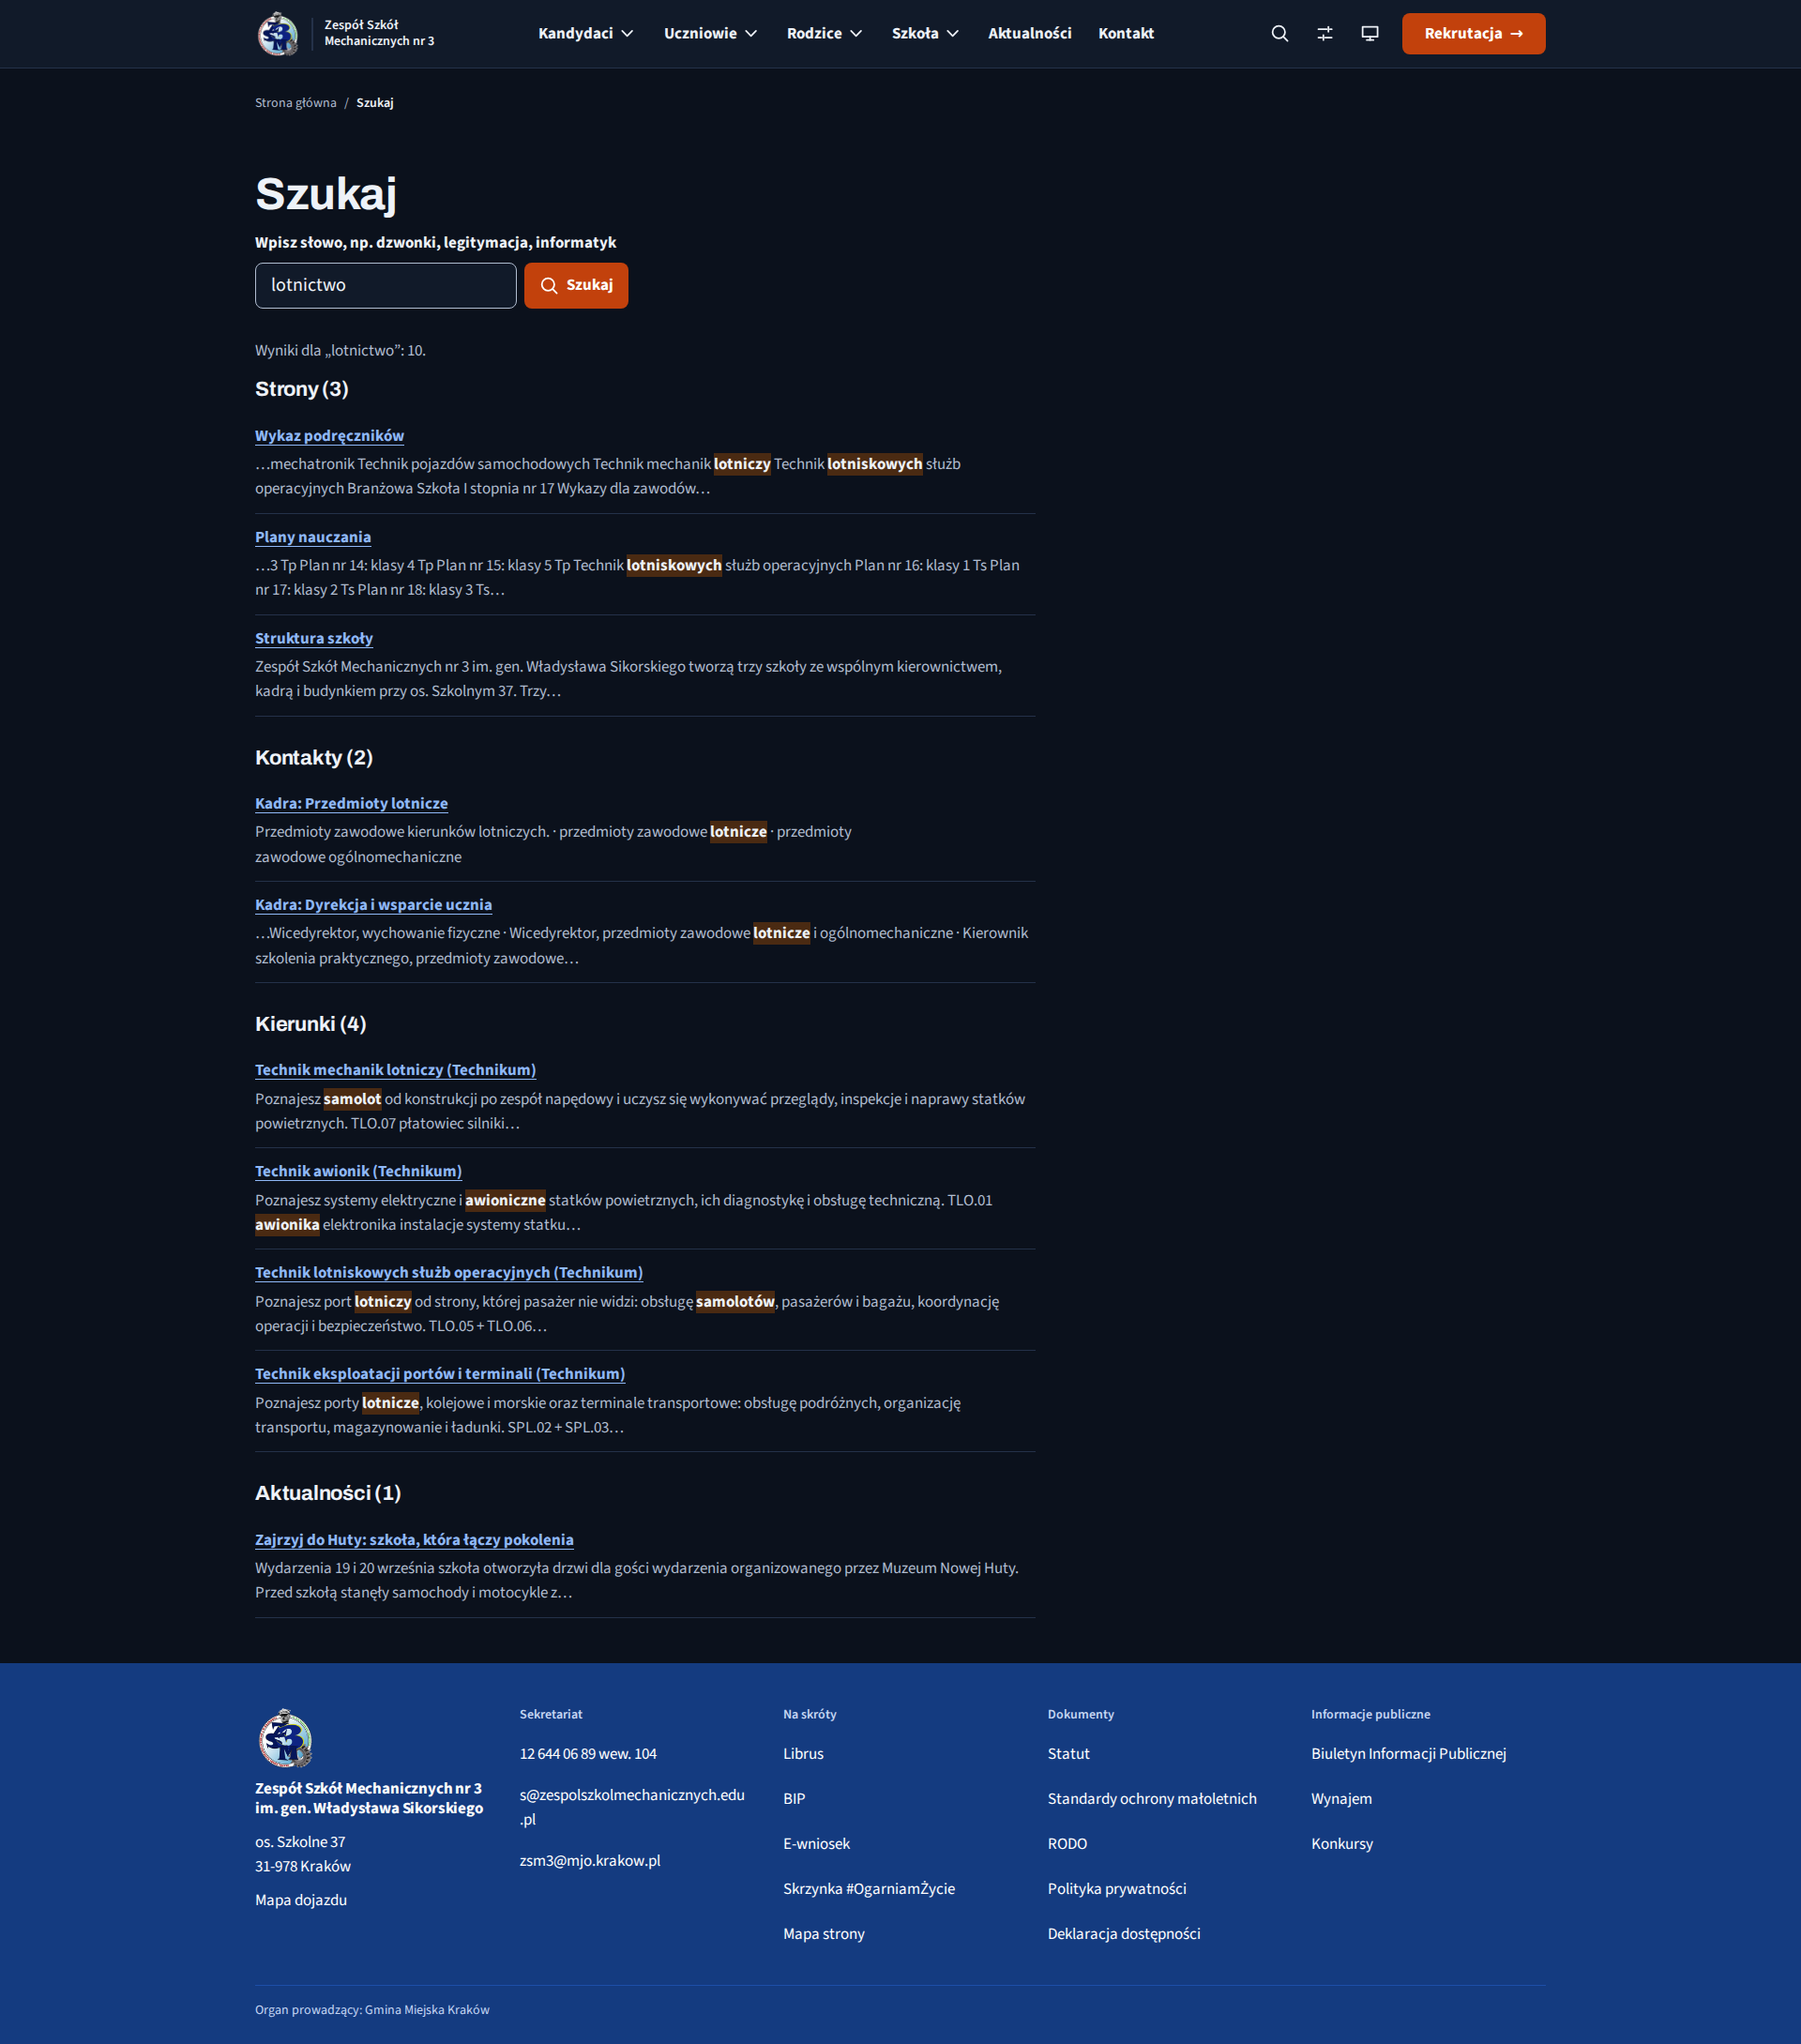 Zespół Szkół
Mechanicznych nr 3
Kandydaci
Uczniowie
Rodzice
Szkoła
Aktualności
Kontakt
Rekrutacja →
Strona główna / Szukaj
Szukaj
Wpisz słowo, np. dzwonki, legitymacja, informatyk
lotnictwo
Szukaj
Wyniki dla „lotnictwo”: 10.
Strony (3)
Wykaz podręczników
…mechatronik Technik pojazdów samochodowych Technik mechanik lotniczy Technik lotniskowych służb
operacyjnych Branżowa Szkoła I stopnia nr 17 Wykazy dla zawodów…
Plany nauczania
…3 Tp Plan nr 14: klasy 4 Tp Plan nr 15: klasy 5 Tp Technik lotniskowych służb operacyjnych Plan nr 16: klasy 1 Ts Plan
nr 17: klasy 2 Ts Plan nr 18: klasy 3 Ts…
Struktura szkoły
Zespół Szkół Mechanicznych nr 3 im. gen. Władysława Sikorskiego tworzą trzy szkoły ze wspólnym kierownictwem,
kadrą i budynkiem przy os. Szkolnym 37. Trzy…
Kontakty (2)
Kadra: Przedmioty lotnicze
Przedmioty zawodowe kierunków lotniczych. · przedmioty zawodowe lotnicze · przedmioty
zawodowe ogólnomechaniczne
Kadra: Dyrekcja i wsparcie ucznia
…Wicedyrektor, wychowanie fizyczne · Wicedyrektor, przedmioty zawodowe lotnicze i ogólnomechaniczne · Kierownik
szkolenia praktycznego, przedmioty zawodowe…
Kierunki (4)
Technik mechanik lotniczy (Technikum)
Poznajesz samolot od konstrukcji po zespół napędowy i uczysz się wykonywać przeglądy, inspekcje i naprawy statków
powietrznych. TLO.07 płatowiec silniki…
Technik awionik (Technikum)
Poznajesz systemy elektryczne i awioniczne statków powietrznych, ich diagnostykę i obsługę techniczną. TLO.01
awionika elektronika instalacje systemy statku…
Technik lotniskowych służb operacyjnych (Technikum)
Poznajesz port lotniczy od strony, której pasażer nie widzi: obsługę samolotów, pasażerów i bagażu, koordynację
operacji i bezpieczeństwo. TLO.05 + TLO.06…
Technik eksploatacji portów i terminali (Technikum)
Poznajesz porty lotnicze, kolejowe i morskie oraz terminale transportowe: obsługę podróżnych, organizację
transportu, magazynowanie i ładunki. SPL.02 + SPL.03…
Aktualności (1)
Zajrzyj do Huty: szkoła, która łączy pokolenia
Wydarzenia 19 i 20 września szkoła otworzyła drzwi dla gości wydarzenia organizowanego przez Muzeum Nowej Huty.
Przed szkołą stanęły samochody i motocykle z…
Zespół Szkół Mechanicznych nr 3
im. gen. Władysława Sikorskiego
os. Szkolne 37
31-978 Kraków
Mapa dojazdu
Sekretariat
12 644 06 89 wew. 104
s@zespolszkolmechanicznych.edu
.pl
zsm3@mjo.krakow.pl
Na skróty
Librus
BIP
E-wniosek
Skrzynka #OgarniamŻycie
Mapa strony
Dokumenty
Statut
Standardy ochrony małoletnich
RODO
Polityka prywatności
Deklaracja dostępności
Informacje publiczne
Biuletyn Informacji Publicznej
Wynajem
Konkursy
Organ prowadzący: Gmina Miejska Kraków